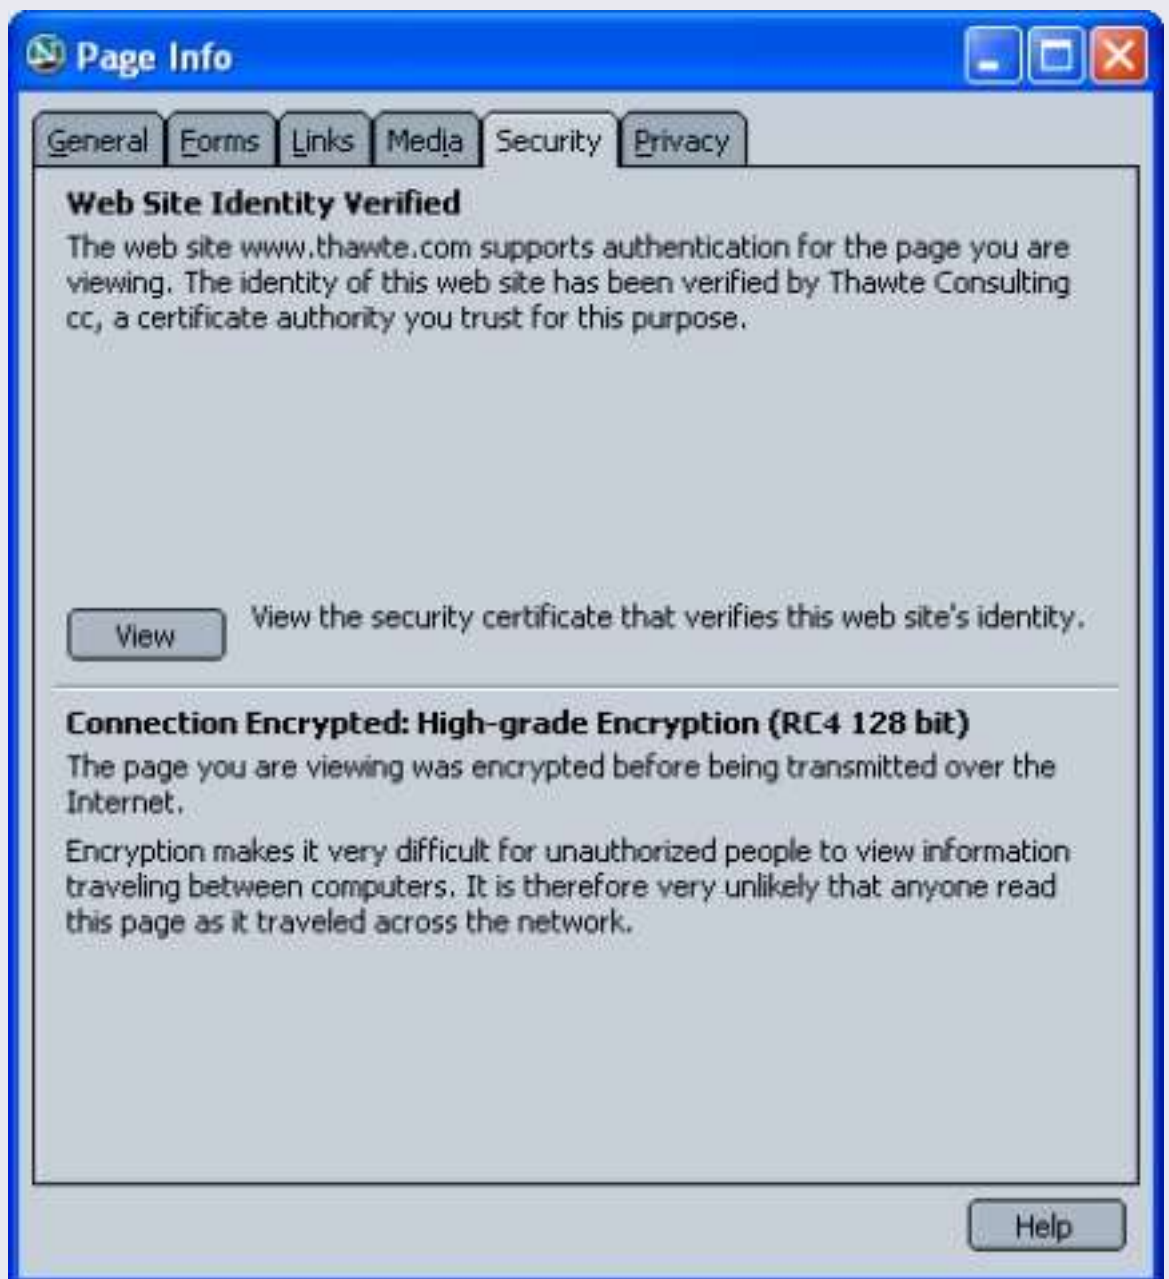 Page Info
General Forms Links Media Security Privacy
Web Site Identity Verified
The web site www.thawte.com supports authentication for the page you are
viewing. The identity of this web site has been verified by Thawte Consulting
cc, a certificate authority you trust for this purpose.
View
View the security certificate that verifies this web site's identity.
Connection Encrypted: High-grade Encryption (RC4 128 bit)
The page you are viewing was encrypted before being transmitted over the
Internet.
Encryption makes it very difficult for unauthorized people to view information
traveling between computers. It is therefore very unlikely that anyone read
this page as it traveled across the network.
Help